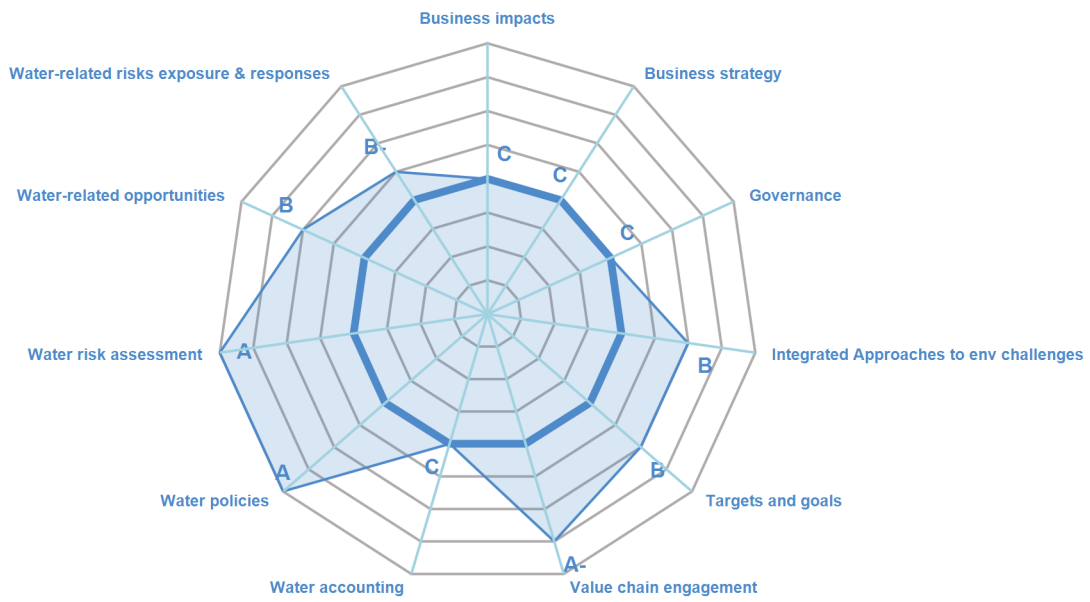 Business impacts
Water-related risks exposure & responses
Business strategy
B-
C
C
Water-related opportunities
B
Governance
C
Water risk assessment
A
Integrated Approaches to env challenges
B
C
A
B
Water policies
Targets and goals
A-
Water accounting
Value chain engagement